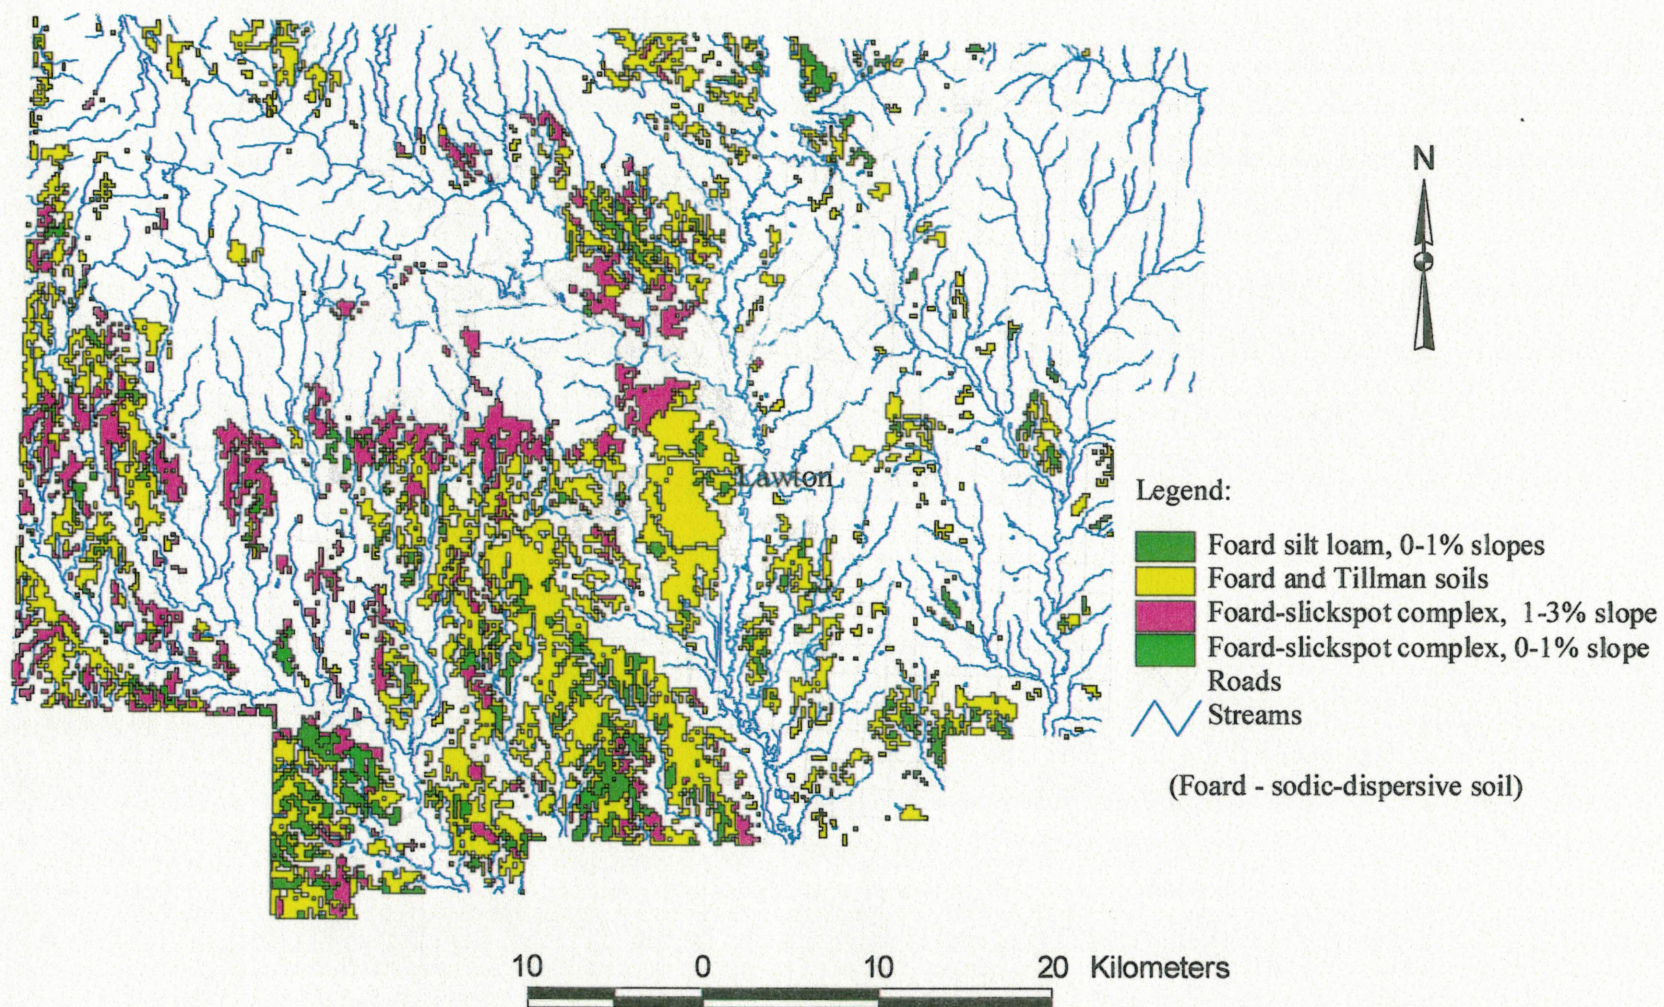 N
Lawton
Legend:
Foard silt loam, 0-1% slopes
Foard and Tillman soils
Foard-slickspot complex, 1-3% slope
Foard-slickspot complex, 0-1% slope
Roads
Streams
(Foard - sodic-dispersive soil)
10 0 10 20 Kilometers